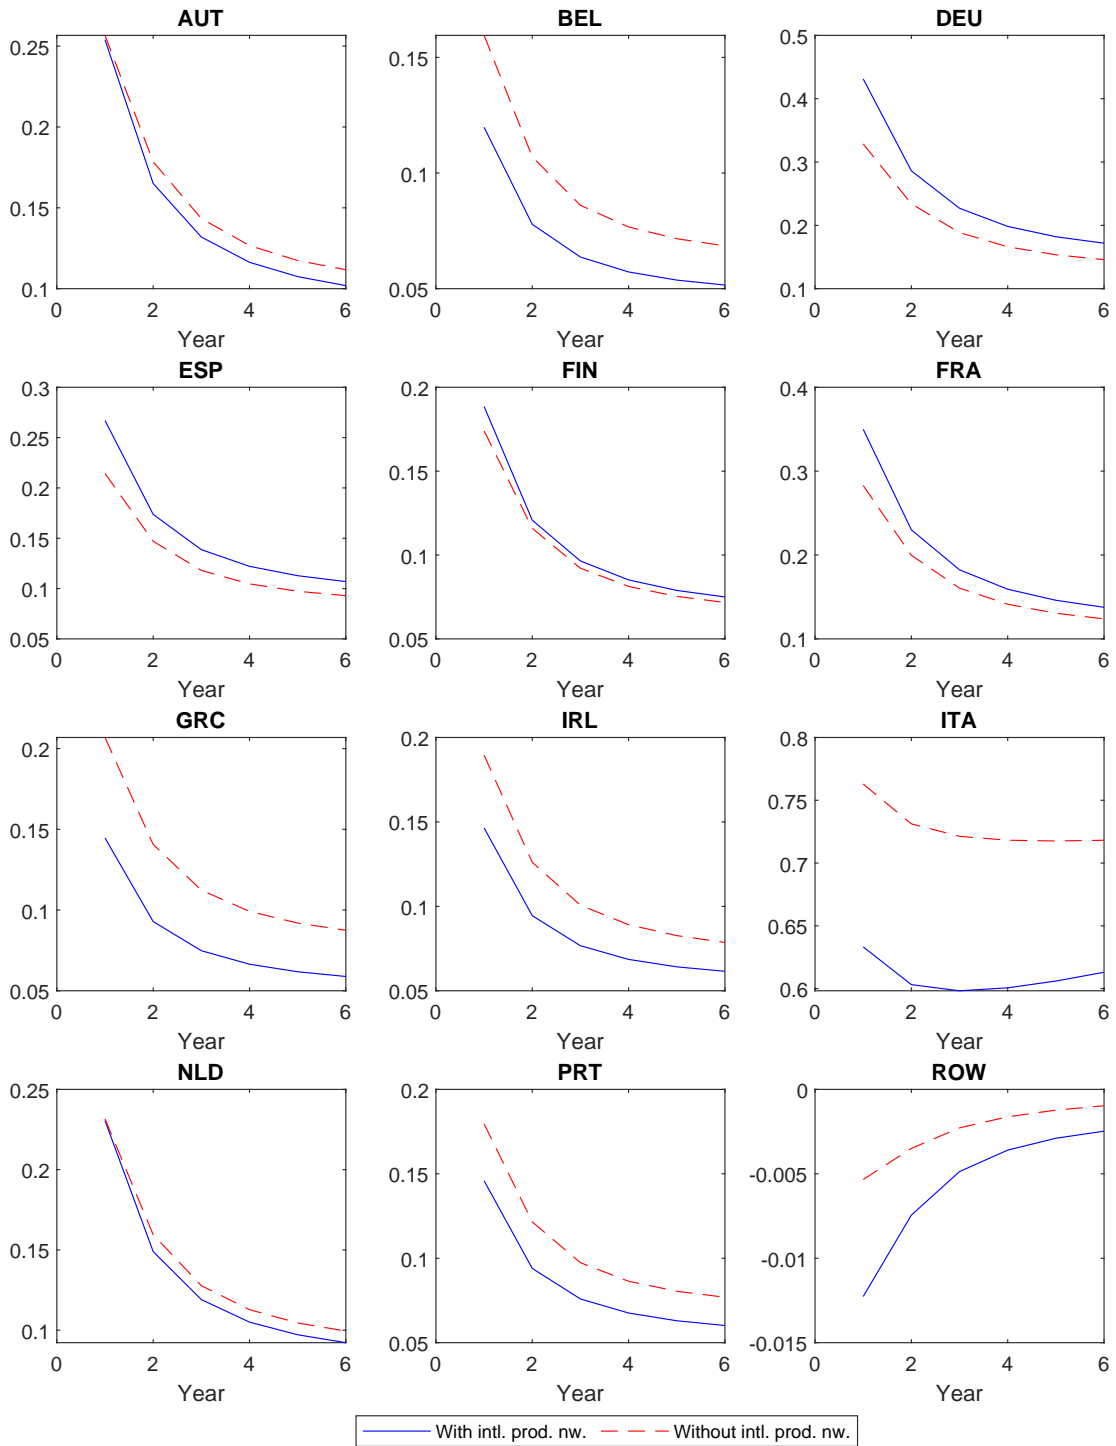 AUT BEL DEU
0.25 0.15 0.5
0.2 0.1 0.4
0.15 0.05 0.3
0.1 0.2
0.1
0 2 4 6 0 2 4 6 0 2 4 6
Year Year Year
ESP FIN FRA
0.3 0.2 0.4
0.25 0.15 0.3
0.2 0.1 0.2
0.15 0.05 0.1
0.1
0.05
0 2 4 6 0 2 4 6 0 2 4 6
Year Year Year
GRC IRL ITA
0.2 0.2 0.8
0.15 0.15 0.75
0.1 0.1 0.7
0.05 0.05 0.65
0.6
0 2 4 6 0 2 4 6 0 2 4 6
Year Year Year
NLD PRT ROW
0.25 0.2 0
0.2 0.15 -0.005
0.15 0.1 -0.01
0.1 0.05 -0.015
0 2 4 6 0 2 4 6 0 2 4 6
Year Year Year
With intl. prod. nw. Without intl. prod. nw.